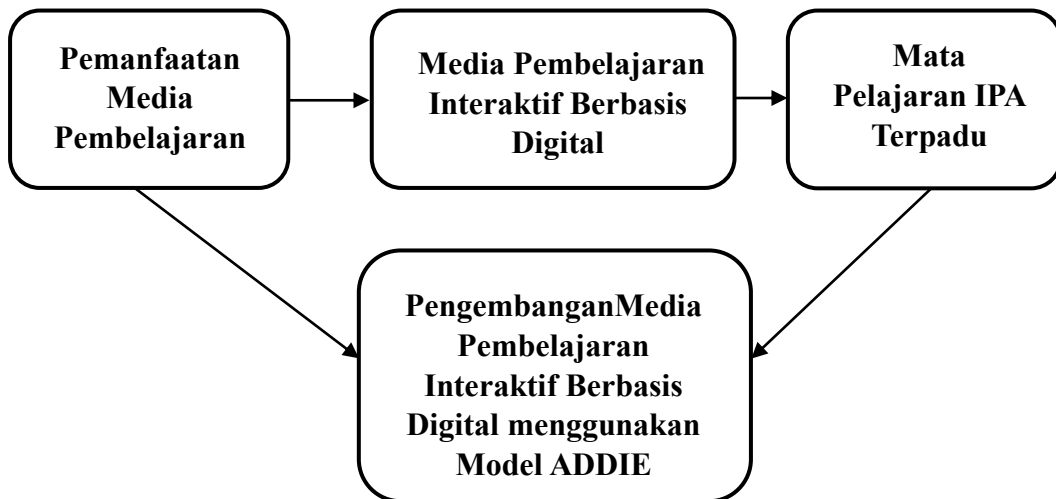 Pemanfaatan
Media
Pembelajaran
Media Pembelajaran
Interaktif Berbasis
Digital
Mata
Pelajaran IPA
Terpadu
PengembanganMedia
Pembelajaran
Interaktif Berbasis
Digital menggunakan
Model ADDIE